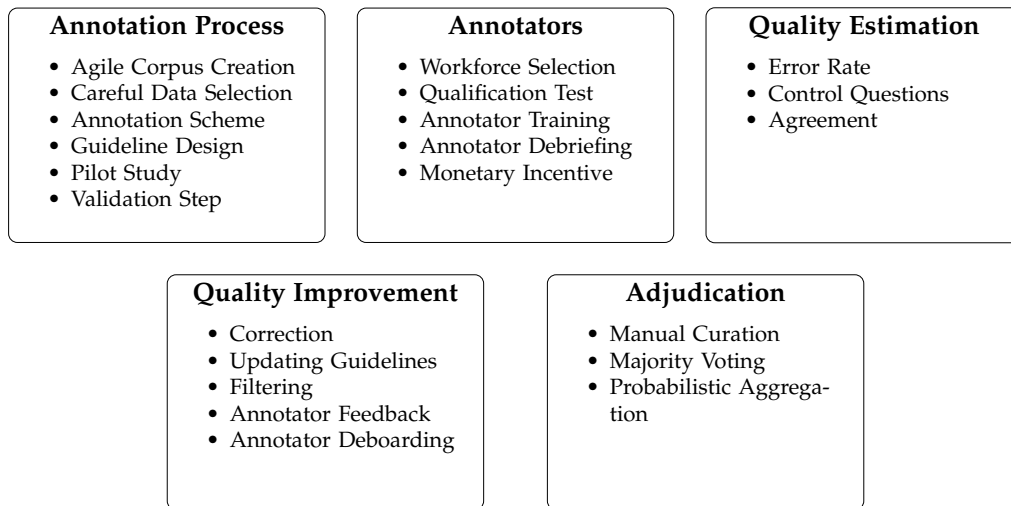 Annotation Process
• Agile Corpus Creation
• Careful Data Selection
• Annotation Scheme
• Guideline Design
• Pilot Study
• Validation Step
Annotators
• Workforce Selection
• Qualification Test
• Annotator Training
• Annotator Debriefing
• Monetary Incentive
Quality Estimation
• Error Rate
• Control Questions
• Agreement
Quality Improvement
• Correction
• Updating Guidelines
• Filtering
• Annotator Feedback
• Annotator Deboarding
Adjudication
• Manual Curation
• Majority Voting
• Probabilistic Aggrega-
tion